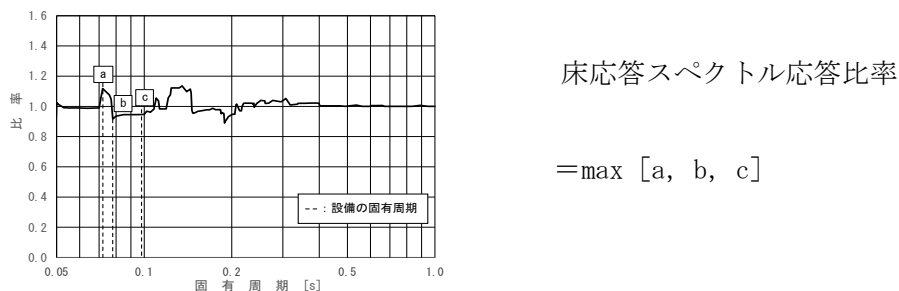 1.6
1.4
1.2
1.0
0.8
0.6
0.4
0.2
0.0
比率
a
b
c
--：設備の固有周期
0.05 0.1 0.2 0.5 1.0
固有周期 [s]
床応答スペクトル応答比率
＝max [a, b, c]